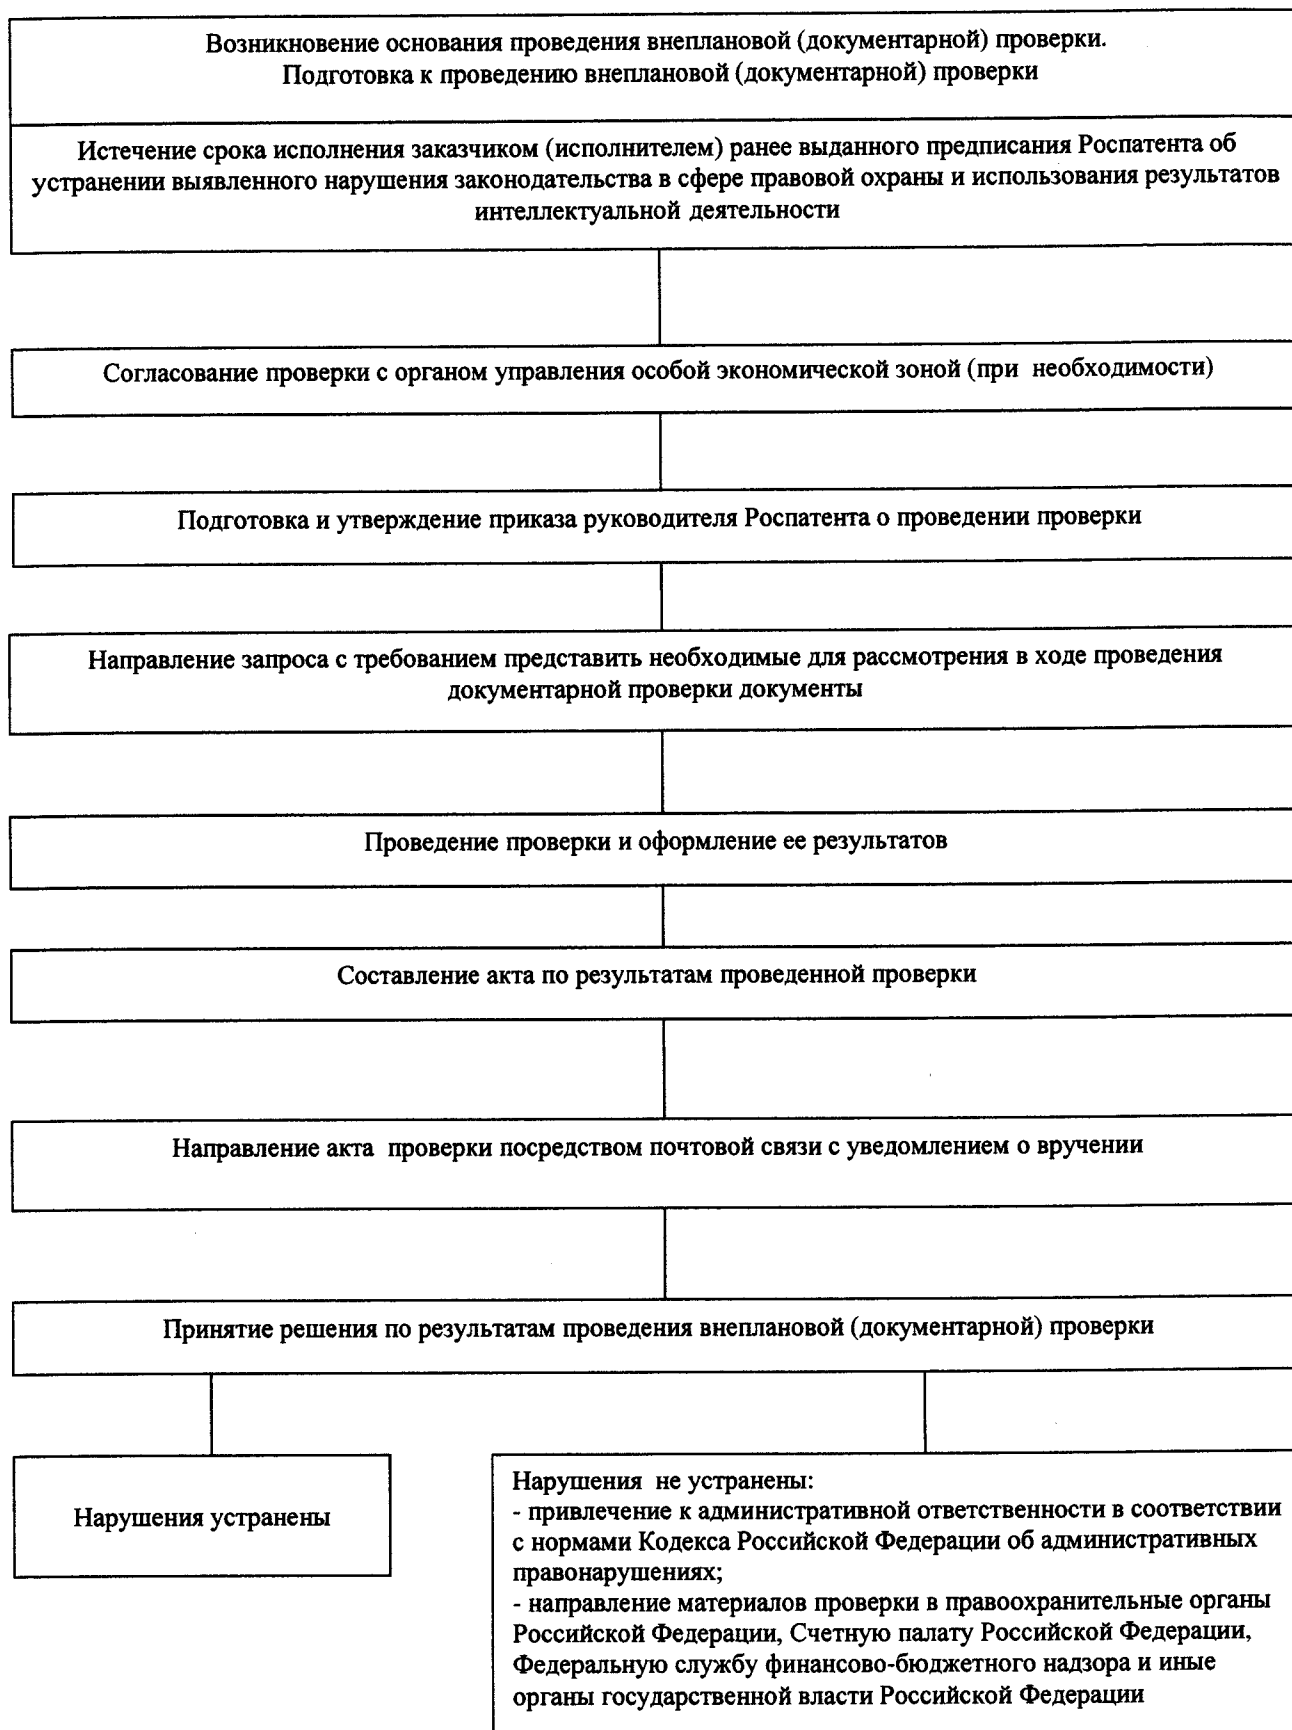 Возникновение основания проведения внеплановой (документарной) проверки.
Подготовка к проведению внеплановой (документарной) проверки
Истечение срока исполнения заказчиком (исполнителем) ранее выданного предписания Роспатента об
устранении выявленного нарушения законодательства в сфере правовой охраны и использования результатов
интеллектуальной деятельности
Согласование проверки с органом управления особой экономической зоной (при необходимости)
Подготовка и утверждение приказа руководителя Роспатента о проведении проверки
Направление запроса с требованием представить необходимые для рассмотрения в ходе проведения
документарной проверки документы
Проведение проверки и оформление ее результатов
Составление акта по результатам проведенной проверки
Направление акта проверки посредством почтовой связи с уведомлением о вручении
Принятие решения по результатам проведения внеплановой (документарной) проверки
Нарушения устранены
Нарушения не устранены:
- привлечение к административной ответственности в соответствии
с нормами Кодекса Российской Федерации об административных
правонарушениях;
- направление материалов проверки в правоохранительные органы
Российской Федерации, Счетную палату Российской Федерации,
Федеральную службу финансово-бюджетного надзора и иные
органы государственной власти Российской Федерации